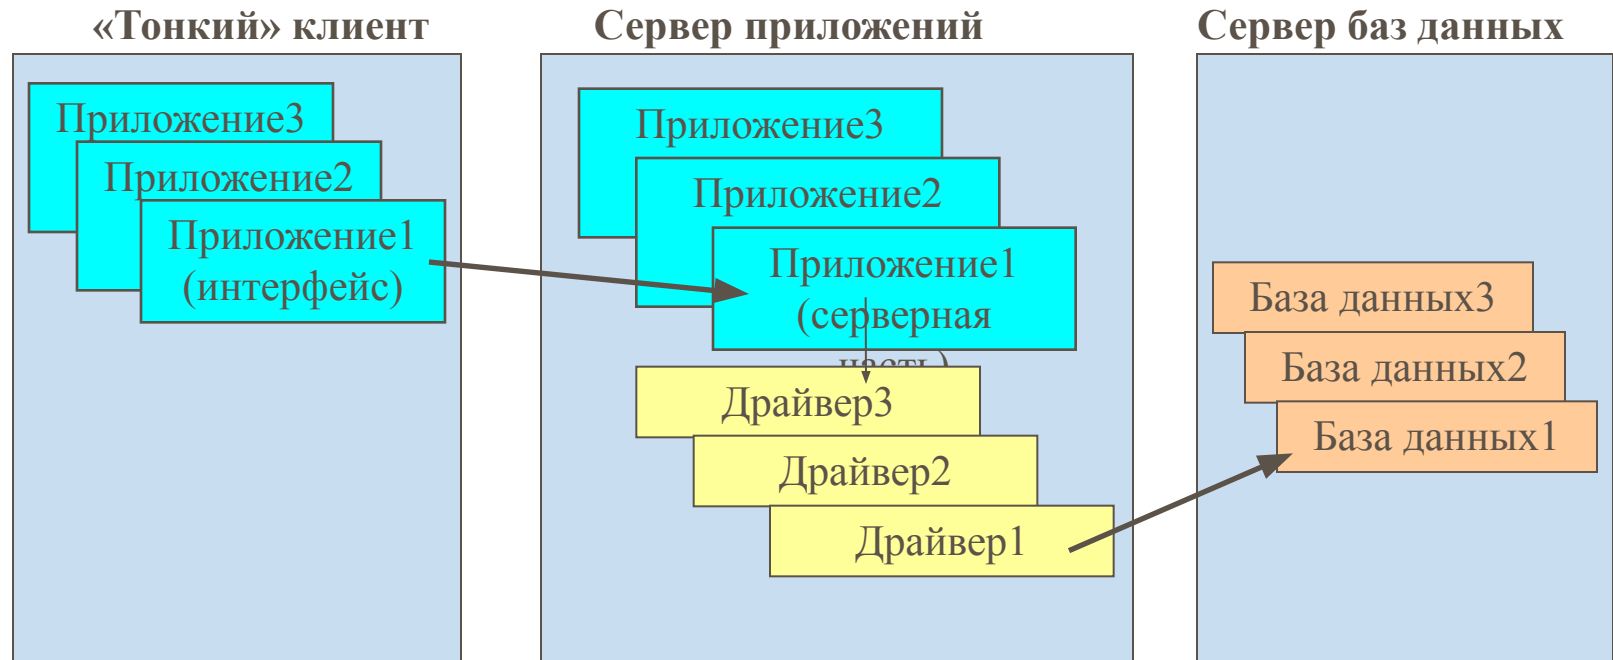 «Тонкий» клиент
Приложение3
Приложение2
Приложение1
(интерфейс)
Сервер приложений
Приложение3
Приложение2
Приложение1
(серверная
часть)
Драйвер3
Драйвер2
Драйвер1
Сервер баз данных
База данных3
База данных2
База данных1